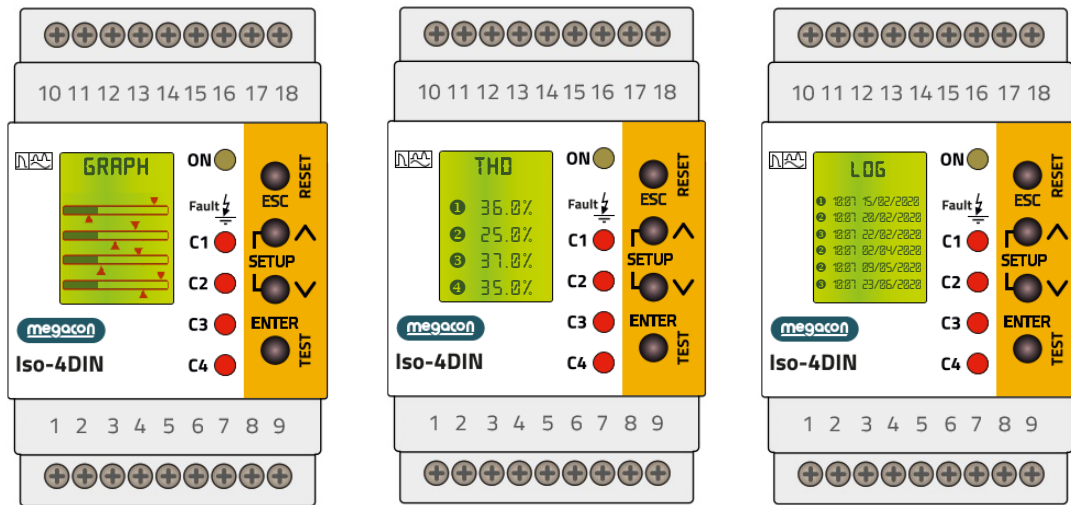 10 11 12 13 14 15 16 17 18
GRAPH
ON
RESET
ESC
Fault
C1
SETUP
C2
megacon
C3
ENTER
Iso-4DIN
C4
TEST
1 2 3 4 5 6 7 8 9
10 11 12 13 14 15 16 17 18
THD
ON
RESET
ESC
1 36.0%
Fault
2 25.0%
C1
SETUP
3 37.0%
C2
4 35.0%
megacon
C3
ENTER
Iso-4DIN
C4
TEST
1 2 3 4 5 6 7 8 9
10 11 12 13 14 15 16 17 18
LOG
ON
RESET
ESC
1 10:07 15/02/2020
Fault
2 10:07 20/02/2020
3 10:07 22/02/2020
C1
SETUP
2 10:07 02/04/2020
2 10:07 09/05/2020
C2
3 10:07 23/06/2020
megacon
C3
ENTER
Iso-4DIN
C4
TEST
1 2 3 4 5 6 7 8 9